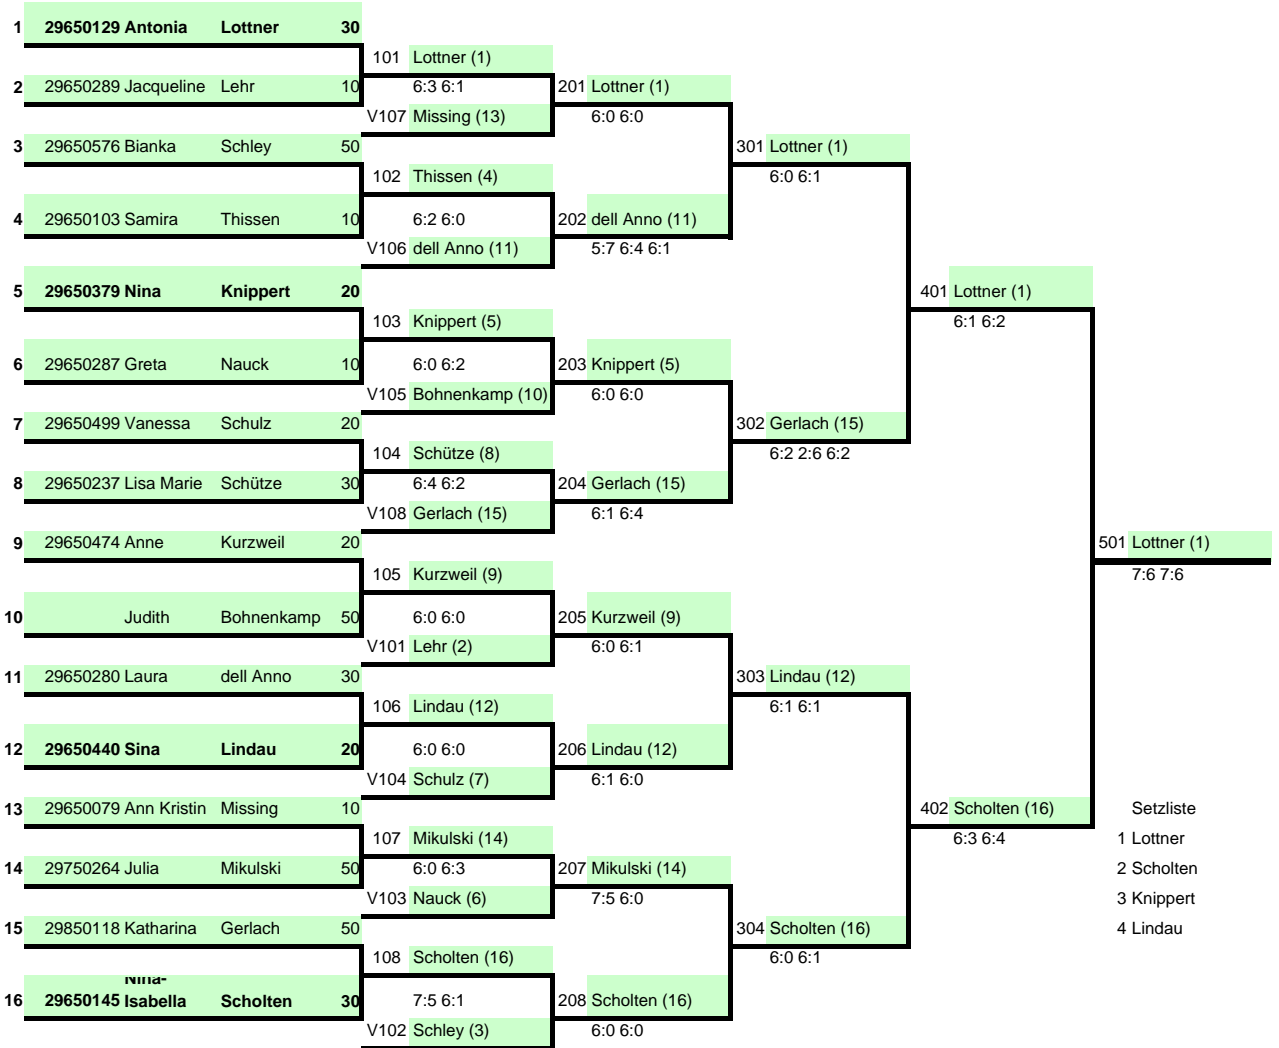 1 29650129 Antonia Lottner 30
101 Lottner (1)
2 29650289 Jacqueline Lehr 10 6:3 6:1 201 Lottner (1)
V107 Missing (13) 6:0 6:0
3 29650576 Bianka Schley 50 301 Lottner (1)
102 Thissen (4) 6:0 6:1
4 29650103 Samira Thissen 10 6:2 6:0 202 dell Anno (11)
V106 dell Anno (11) 5:7 6:4 6:1
5 29650379 Nina Knippert 20 401 Lottner (1)
103 Knippert (5) 6:1 6:2
6 29650287 Greta Nauck 10 6:0 6:2 203 Knippert (5)
V105 Bohnenkamp (10) 6:0 6:0
7 29650499 Vanessa Schulz 20 302 Gerlach (15)
104 Schütze (8) 6:2 2:6 6:2
8 29650237 Lisa Marie Schütze 30 6:4 6:2 204 Gerlach (15)
V108 Gerlach (15) 6:1 6:4
9 29650474 Anne Kurzweil 20 501 Lottner (1)
105 Kurzweil (9) 7:6 7:6
10 Judith Bohnenkamp 50 6:0 6:0 205 Kurzweil (9)
V101 Lehr (2) 6:0 6:1
11 29650280 Laura dell Anno 30 303 Lindau (12)
106 Lindau (12) 6:1 6:1
12 29650440 Sina Lindau 20 6:0 6:0 206 Lindau (12)
V104 Schulz (7) 6:1 6:0
13 29650079 Ann Kristin Missing 10 402 Scholten (16) Setzliste
107 Mikulski (14) 6:3 6:4 1 Lottner
14 29750264 Julia Mikulski 50 6:0 6:3 207 Mikulski (14) 2 Scholten
V103 Nauck (6) 7:5 6:0 3 Knippert
15 29850118 Katharina Gerlach 50 304 Scholten (16) 4 Lindau
108 Scholten (16) 6:0 6:1
Nina-
16 29650145 Isabella Scholten 30 7:5 6:1 208 Scholten (16)
V102 Schley (3) 6:0 6:0